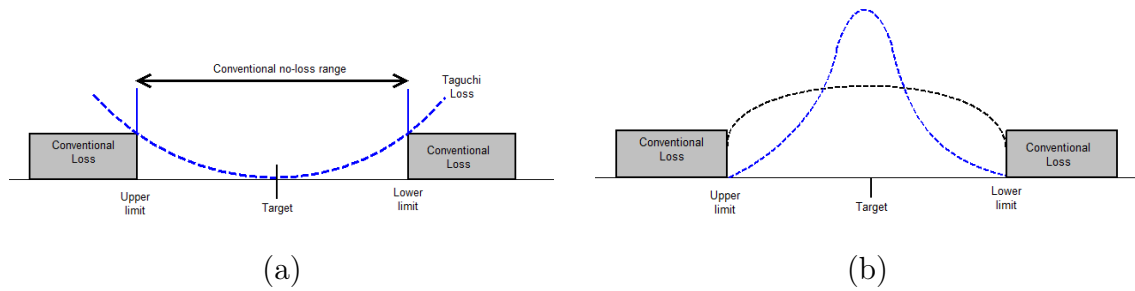 Conventional no-loss range
Taguchi
Loss
Conventional
Loss
Conventional
Loss
Upper
limit
Target
Lower
limit
(a)
Conventional
Loss
Conventional
Loss
Upper
limit
Target
Lower
limit
(b)